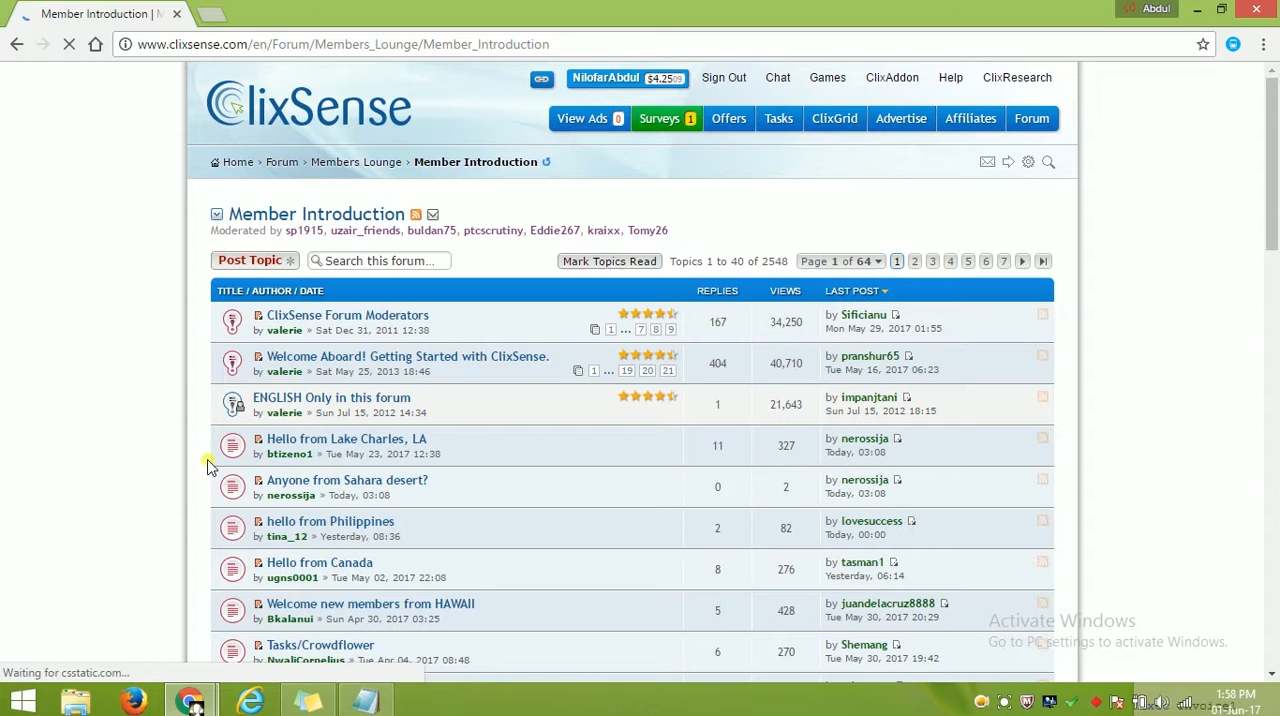 Member Introduction | M
Abdul
www.clixsense.com/en/Forum/Members_Lounge/Member_Introduction
ClixSense
NilofarAbdul $4.2509 Sign Out Chat Games ClixAddon Help ClixResearch
View Ads 0 Surveys 1 Offers Tasks ClixGrid Advertise Affiliates Forum
Home › Forum › Members Lounge › Member Introduction
Member Introduction
Moderated by sp1915, uzair_friends, buldan75, ptcscrutiny, Eddie267, kraixx, Tomy26
Post Topic Search this forum... Mark Topics Read Topics 1 to 40 of 2548 Page 1 of 64 1 2 3 4 5 6 7
TITLE / AUTHOR / DATE REPLIES VIEWS LAST POST
ClixSense Forum Moderators 167 34,250 by Sificianu
by valerie » Sat Dec 31, 2011 12:38 1 ... 7 8 9 Mon May 29, 2017 01:55
Welcome Aboard! Getting Started with ClixSense. 404 40,710 by pranshur65
by valerie » Sat May 25, 2013 18:46 1 ... 19 20 21 Tue May 16, 2017 06:23
ENGLISH Only in this forum 1 21,643 by impanjtani
by valerie » Sun Jul 15, 2012 14:34 Sun Jul 15, 2012 18:15
Hello from Lake Charles, LA 11 327 by nerossija
by btizeno1 » Tue May 23, 2017 12:38 Today, 03:08
Anyone from Sahara desert? 0 2 by nerossija
by nerossija » Today, 03:08 Today, 03:08
hello from Philippines 2 82 by lovesuccess
by tina_12 » Yesterday, 08:36 Today, 00:00
Hello from Canada 8 276 by tasman1
by ugns0001 » Tue May 02, 2017 22:08 Yesterday, 06:14
Welcome new members from HAWAII 5 428 by juandelacruz8888
by Bkalanui » Sun Apr 30, 2017 03:25 Tue May 30, 2017 20:29
Activate Windows
Go to PC settings to activate Windows.
Tasks/Crowdflower 6 270 by Shemang
by NwaliCornelius » Tue Apr 04, 2017 08:48 Tue May 30, 2017 19:42
Waiting for csstatic.com...
1:58 PM
01-Jun-17